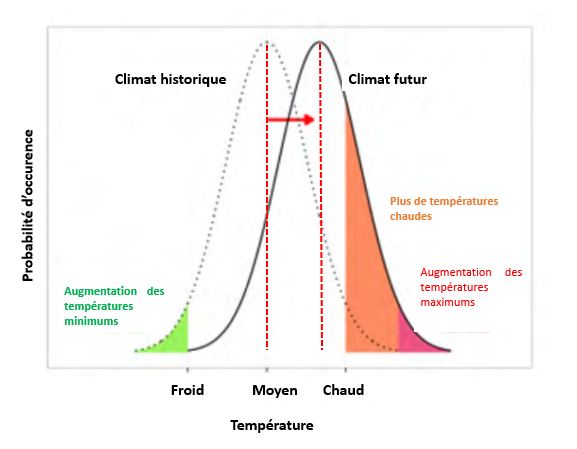 Climat historique
Climat futur
Probabilité d'occurence
Plus de températures
chaudes
Augmentation des
températures
maximums
Augmentation des
températures
minimums
Froid
Moyen
Chaud
Température